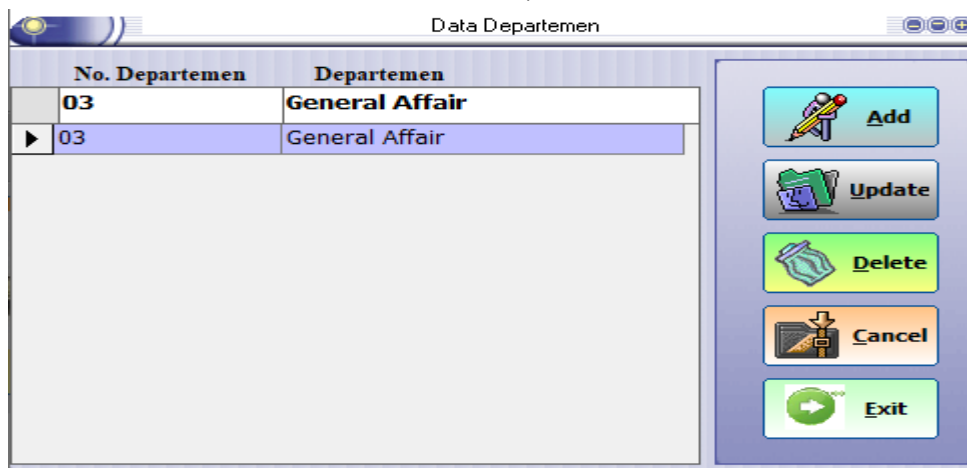 Data Departemen
No. Departemen Departemen
03 General Affair
03 General Affair
Add
Update
Delete
Cancel
Exit